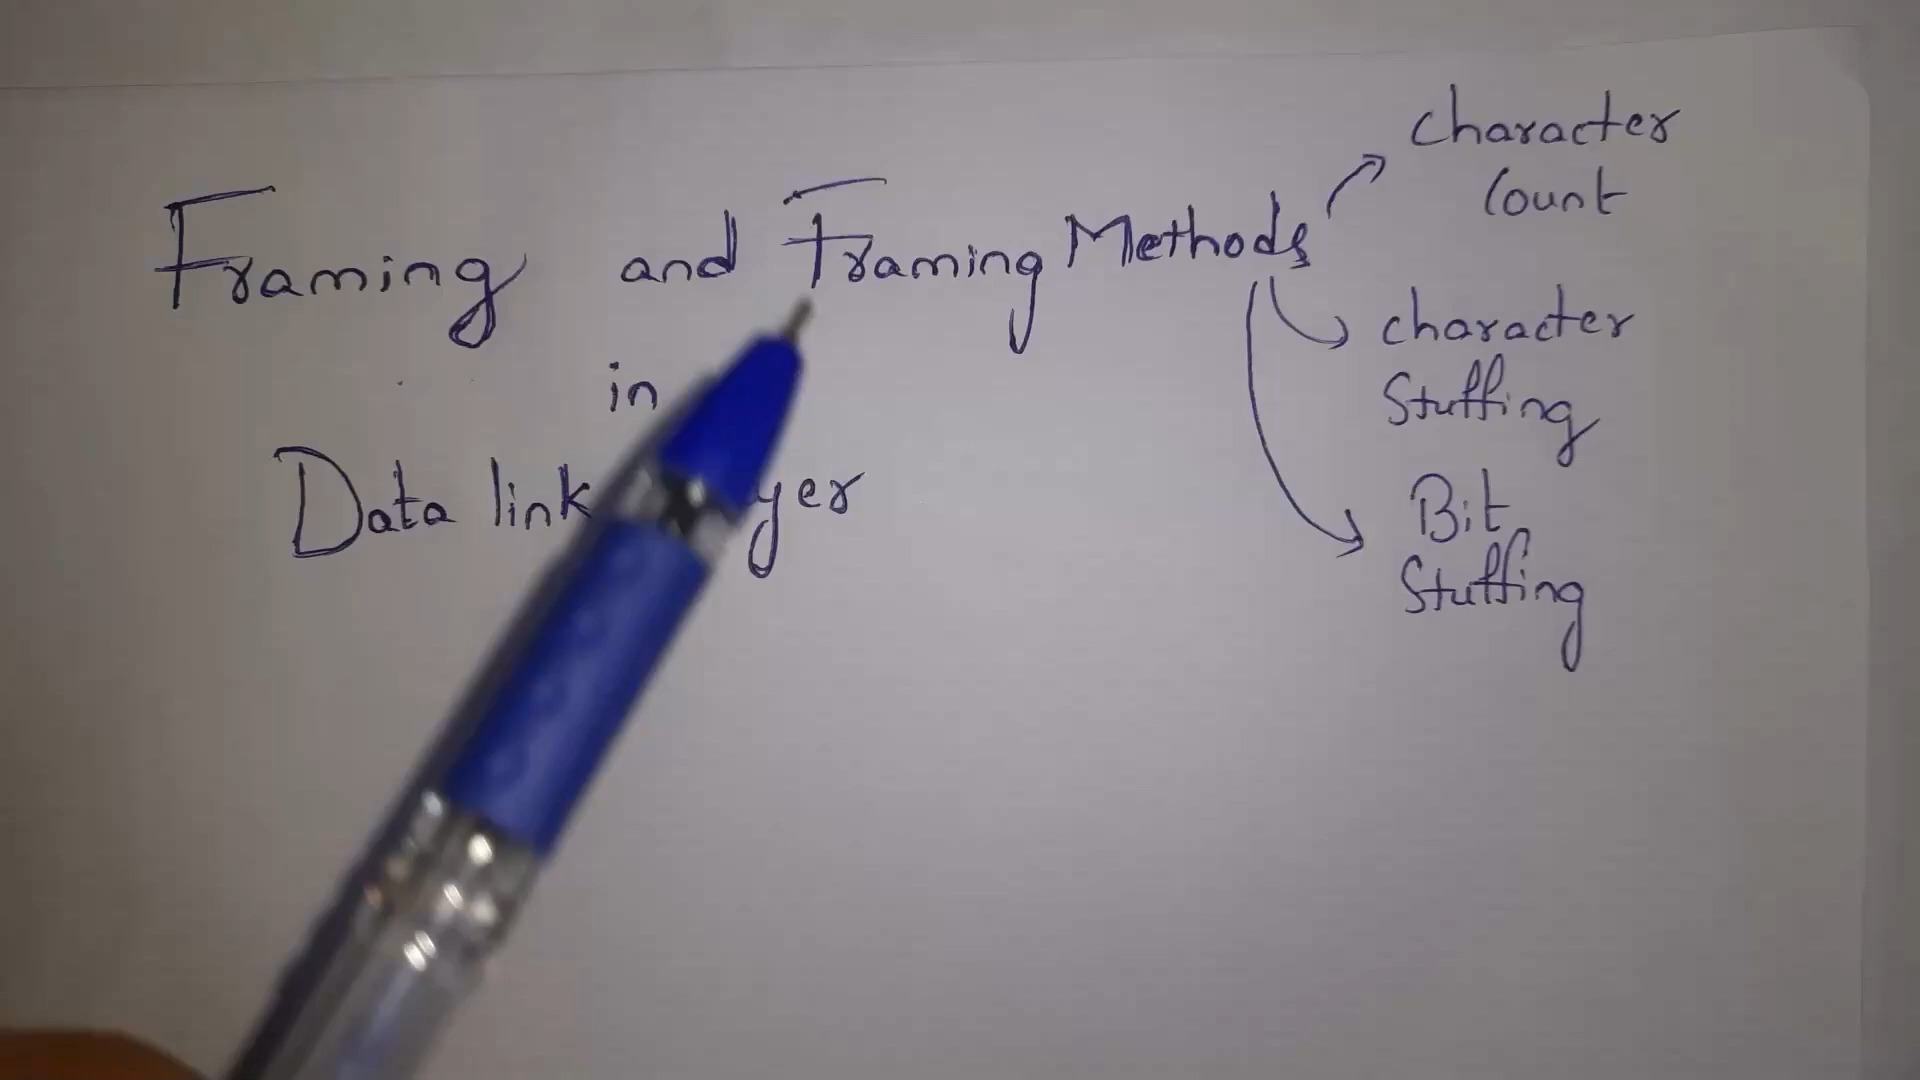 Framing and Framing Methods
in
Data link yer
character
Count
character
Stuffing
Bit
Stuffing